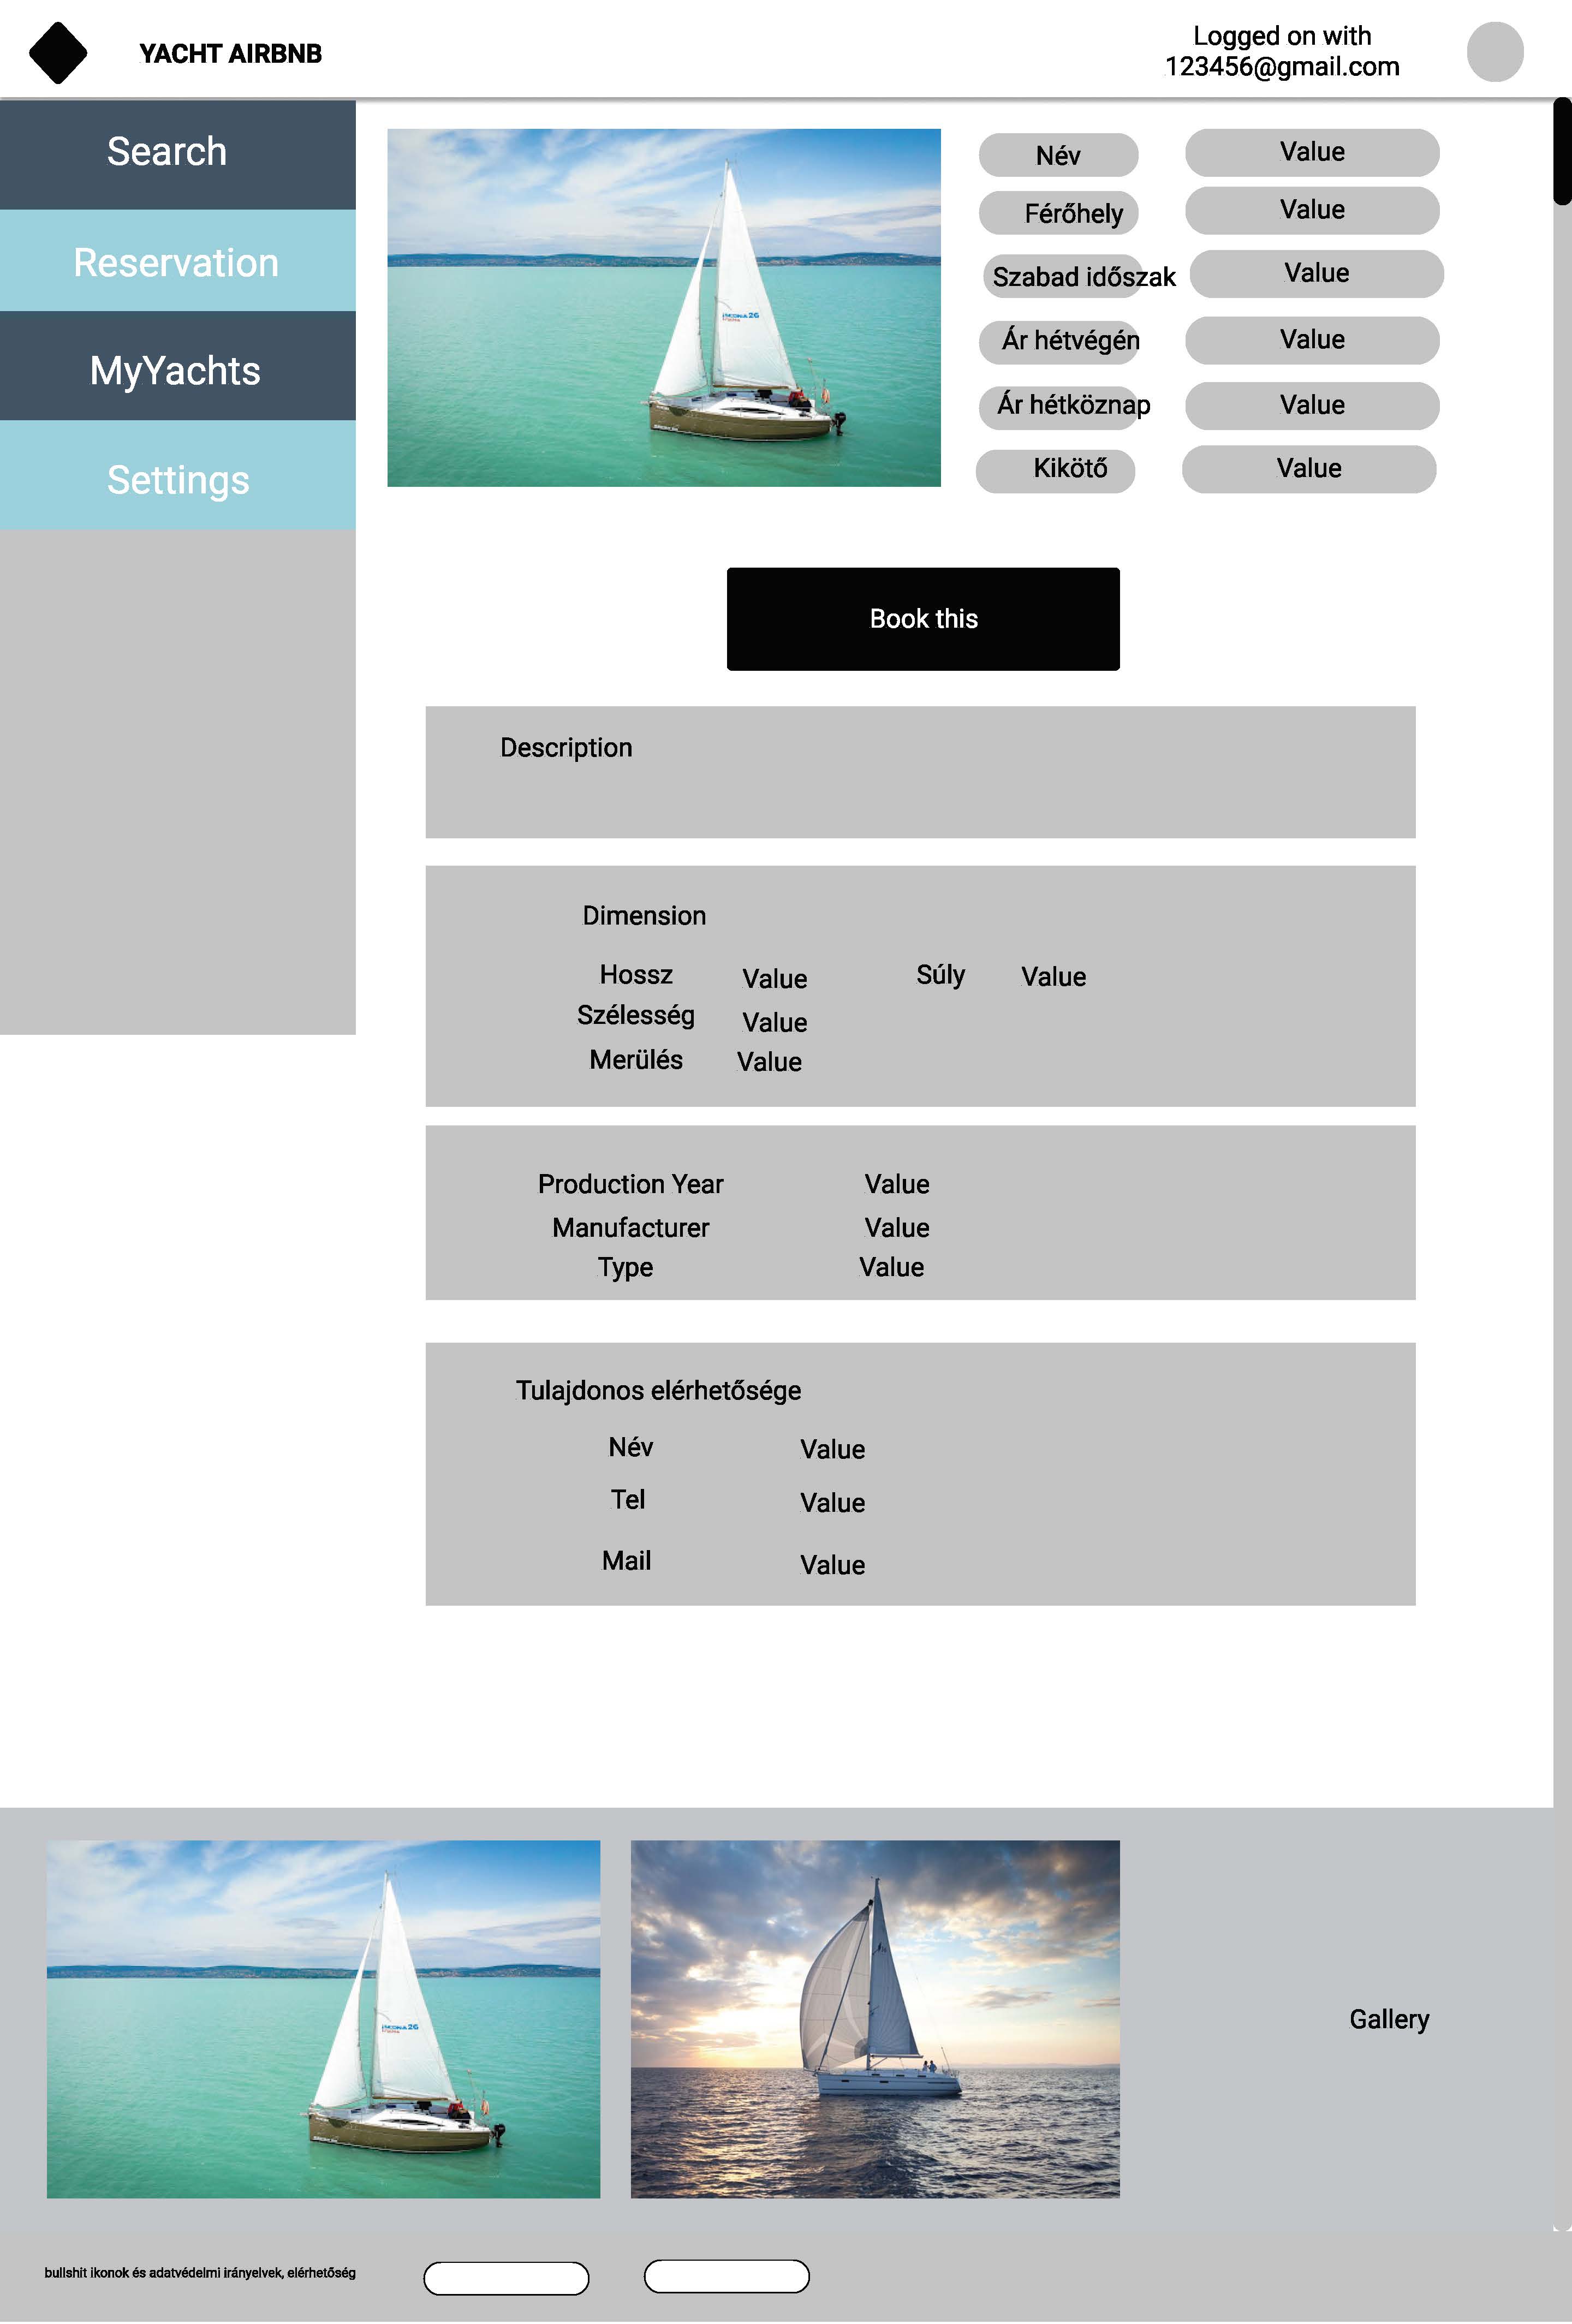 YACHT AIRBNB
Logged on with
123456@gmail.com
Search
Reservation
MyYachts
Settings
Név Value
Férőhely Value
Szabad időszak Value
Ár hétvégén Value
Ár hétköznap Value
Kikötő Value
Book this
Description
Dimension
Hossz Value Súly Value
Szélesség Value
Merülés Value
Production Year Value
Manufacturer Value
Type Value
Tulajdonos elérhetősége
Név Value
Tel Value
Mail Value
Gallery
bullshit ikonok és adatvédelmi irányelvek, elérhetőség